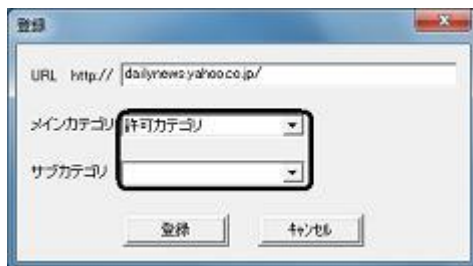 登録
URL http:// dailynews.yahoo.co.jp/
メインカテゴリ 許可カテゴリ
サブカテゴリ
登録 キャンセル